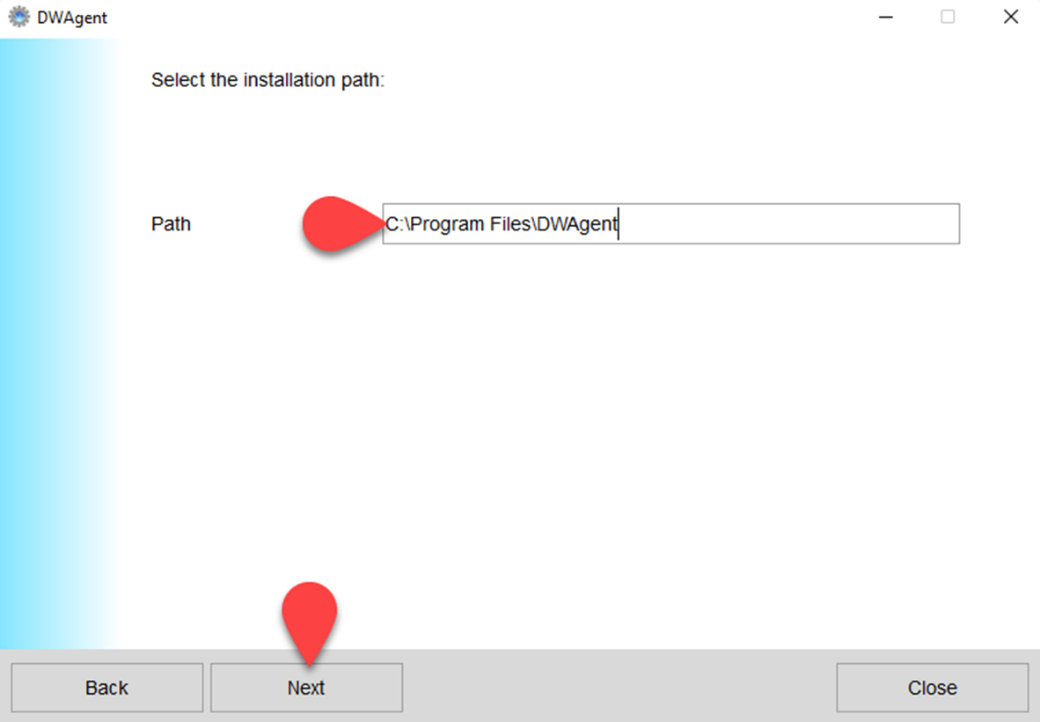 DWAgent
Select the installation path:
Path
C:\Program Files\DWAgent
Back
Next
Close